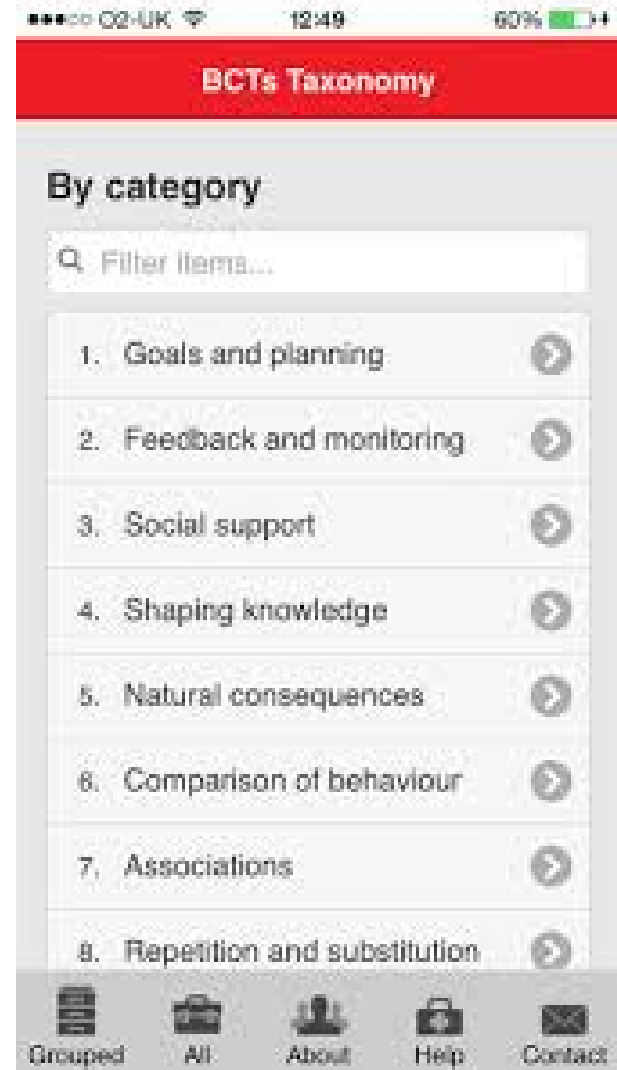 O2-UK 12:49 60%
BCTs Taxonomy
By category
Filter items...
1. Goals and planning
2. Feedback and monitoring
3. Social support
4. Shaping knowledge
5. Natural consequences
6. Comparison of behaviour
7. Associations
8. Repetition and substitution
Grouped All About Help Contact